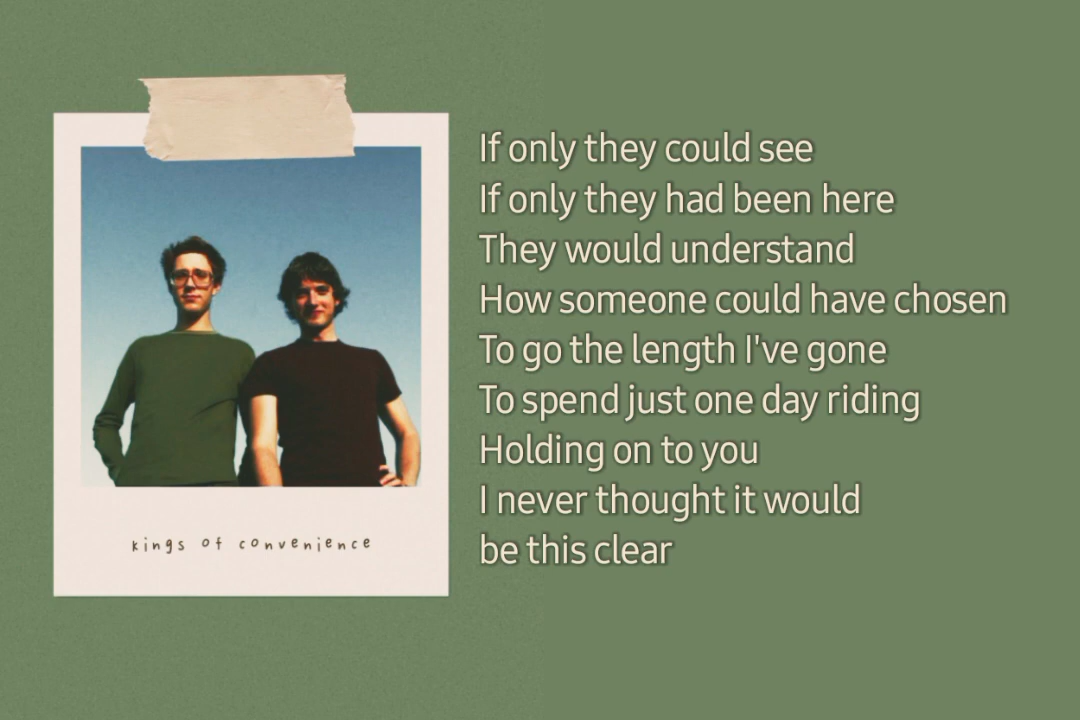 kings of convenience
If only they could see
If only they had been here
They would understand
How someone could have chosen
To go the length I've gone
To spend just one day riding
Holding on to you
I never thought it would
be this clear